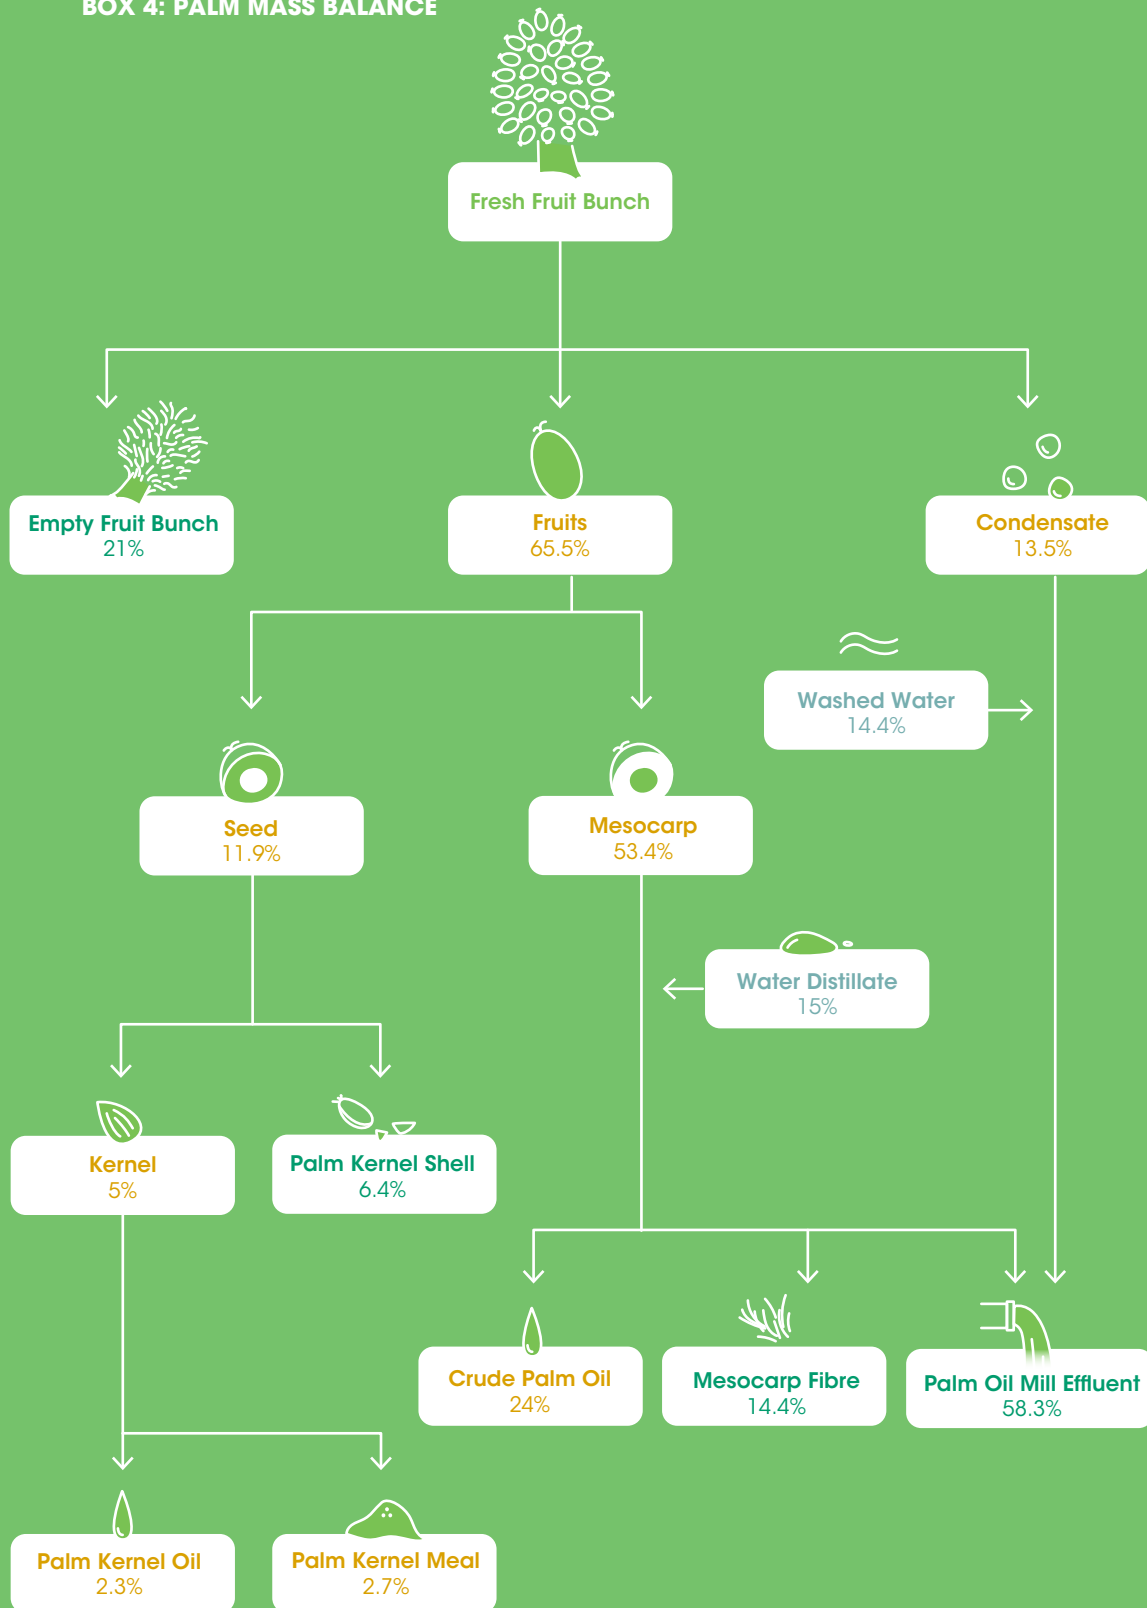 BOX 4: PALM MASS BALANCE
Fresh Fruit Bunch
Empty Fruit Bunch
21%
Fruits
65.5%
Condensate
13.5%
Washed Water
14.4%
Seed
11.9%
Mesocarp
53.4%
Water Distillate
15%
Kernel
5%
Palm Kernel Shell
6.4%
Crude Palm Oil
24%
Mesocarp Fibre
14.4%
Palm Oil Mill Effluent
58.3%
Palm Kernel Oil
2.3%
Palm Kernel Meal
2.7%